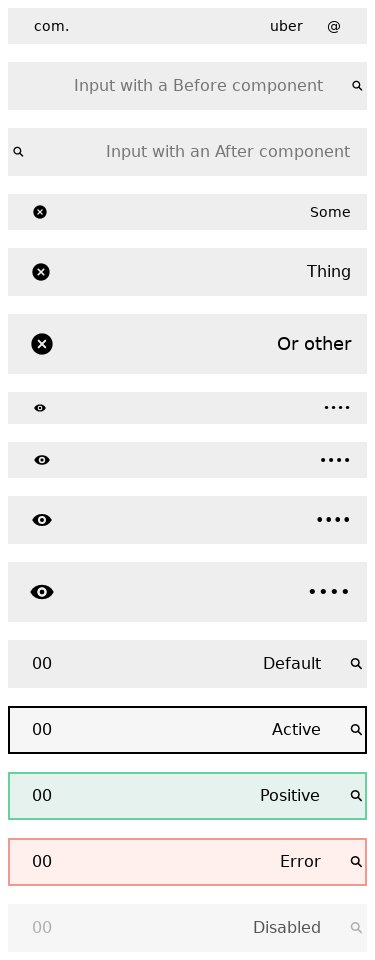 com. uber @
Input with a Before component
Input with an After component
Some
Thing
Or other
••••
••••
••••
••••
00 Default
00 Active
00 Positive
00 Error
00 Disabled